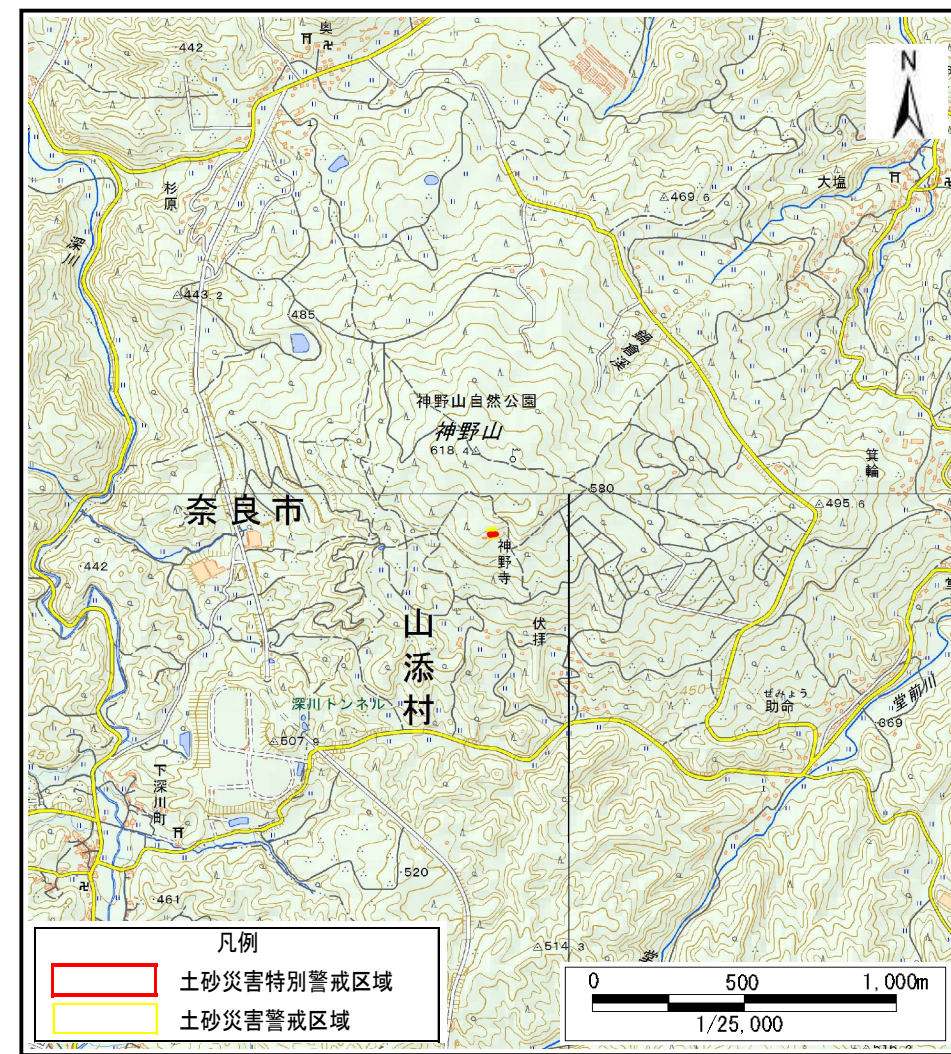 奥
442
N
大塩
杉原
469.6
深川
443.2
485
鍋倉渓
神野山自然公園
神野山
618.4
箕輪
580
495.6
奈良市
神野寺
442
山添村
伏拝
450
ぜみょう
助命
堂前川
深川トンネル
369
507.9
下深川町
520
461
514.3
凡例
土砂災害特別警戒区域
土砂災害警戒区域
0 500 1,000m
1/25,000